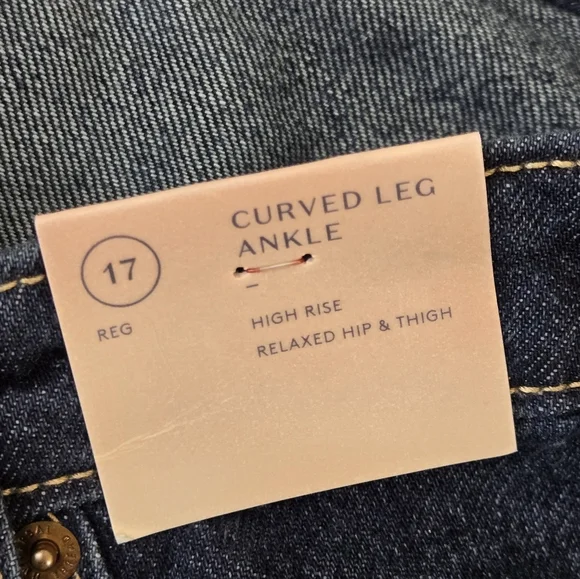 17
REG
CURVED LEG
ANKLE
–
HIGH RISE
RELAXED HIP & THIGH